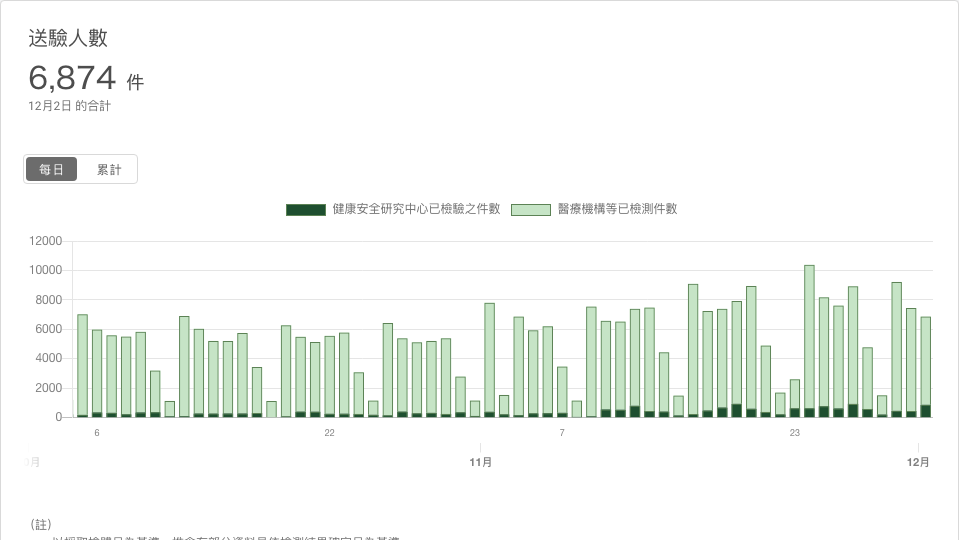 送驗人數
6,874 件
12月2日 的合計
每日 累計
健康安全研究中心已檢驗之件數 醫療機構等已檢測件數
12000
10000
8000
6000
4000
2000
0
6 22 7 23
月 11月 12月
(註)